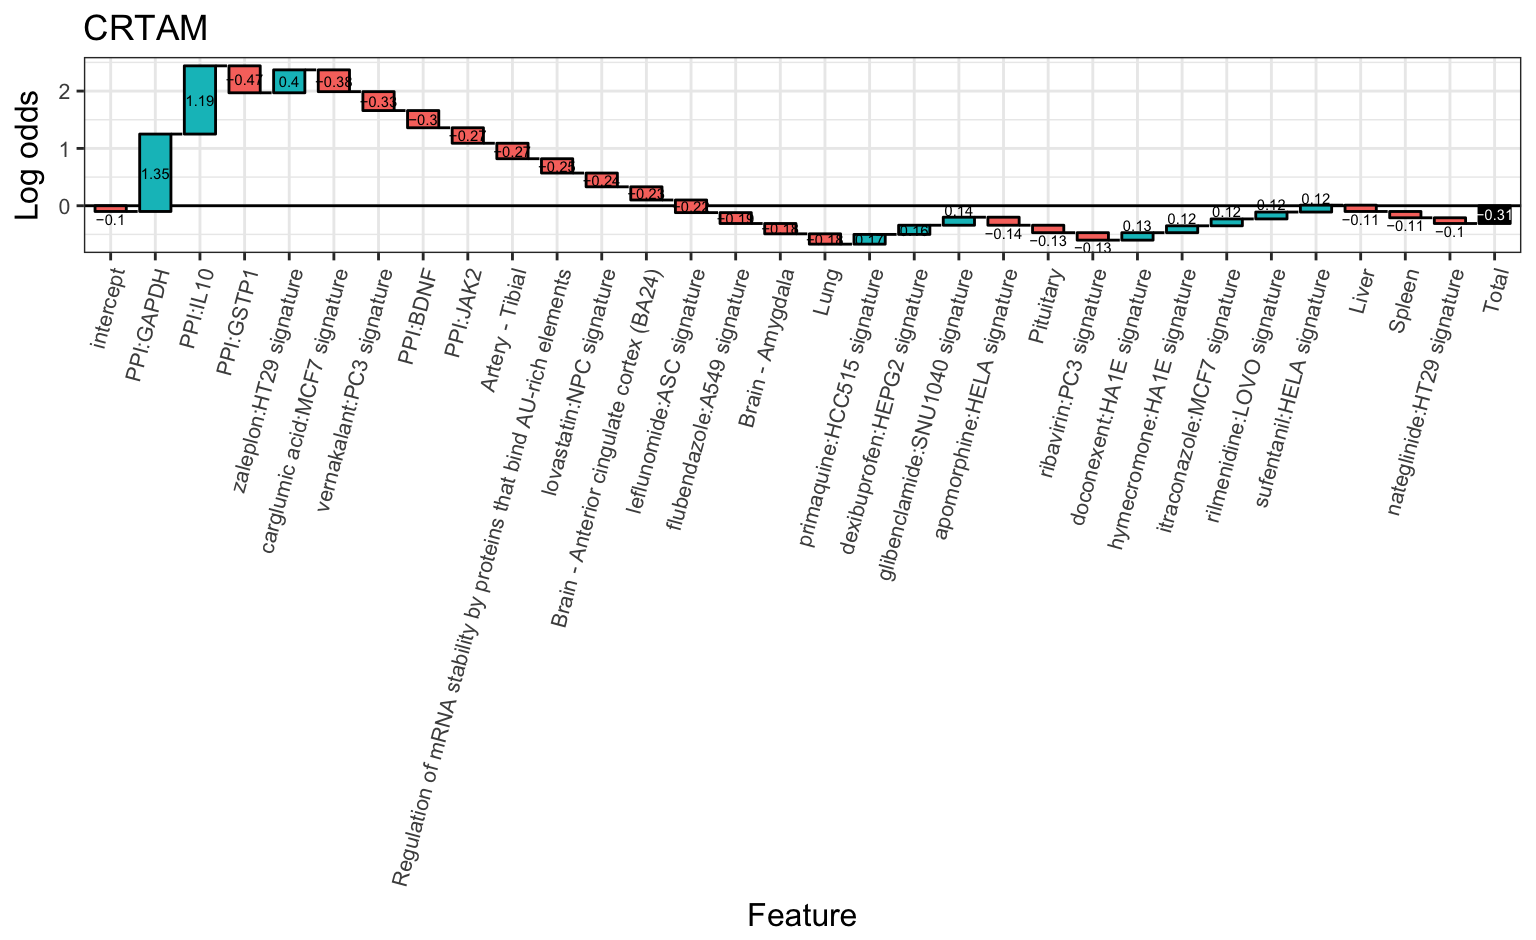 CRTAM
Log odds
2
1
0
−0.1
1.35
1.19
−0.47
0.4
−0.38
−0.33
−0.3
−0.27
−0.27
−0.25
−0.24
−0.23
−0.22
−0.19
−0.18
−0.18
0.17
0.16
0.14
−0.14
−0.13
−0.13
0.13
0.12
0.12
0.12
0.12
−0.11
−0.11
−0.1
−0.31
intercept
PPI:GAPDH
PPI:IL10
PPI:GSTP1
zaleplon:HT29 signature
carglumic acid:MCF7 signature
vernakalant:PC3 signature
PPI:BDNF
PPI:JAK2
Artery - Tibial
Regulation of mRNA stability by proteins that bind AU-rich elements
lovastatin:NPC signature
Brain - Anterior cingulate cortex (BA24)
leflunomide:ASC signature
flubendazole:A549 signature
Brain - Amygdala
Lung
primaquine:HCC515 signature
dexibuprofen:HEPG2 signature
glibenclamide:SNU1040 signature
apomorphine:HELA signature
Pituitary
ribavirin:PC3 signature
doconexent:HA1E signature
hymecromone:HA1E signature
itraconazole:MCF7 signature
rilmenidine:LOVO signature
sufentanil:HELA signature
Liver
Spleen
nateglinide:HT29 signature
Total
Feature